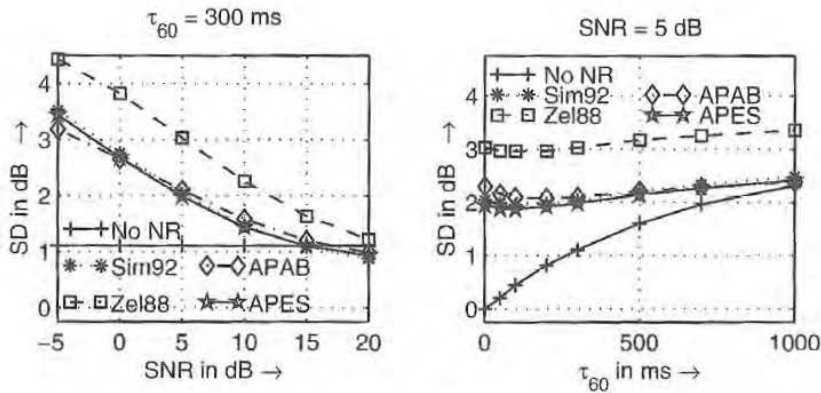 τ60 = 300 ms
4
3
2
1
0
SD in dB →
No NR
Sim92
APAB
Zel88
APES
−5
0
5
10
15
20
SNR in dB →
SNR = 5 dB
4
3
2
1
0
SD in dB →
No NR
Sim92
APAB
Zel88
APES
0
500
1000
τ60 in ms →